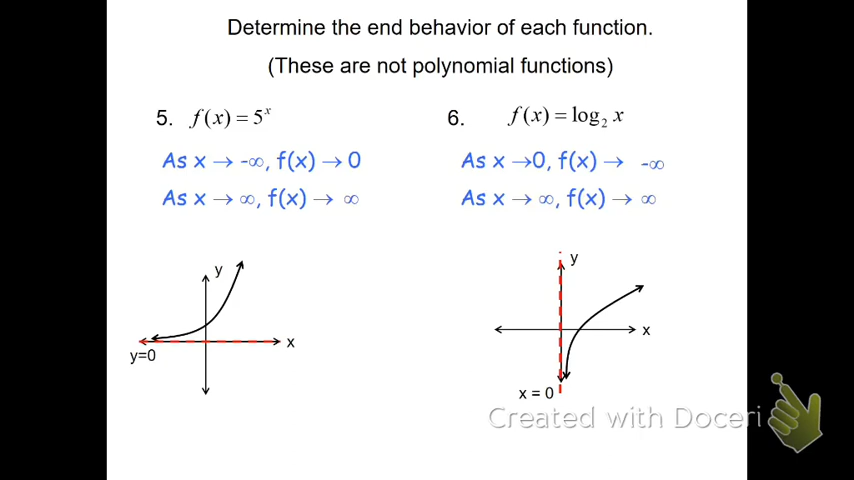 Determine the end behavior of each function.
(These are not polynomial functions)
5. f(x) = 5ˣ
As x → -∞, f(x) → 0
As x → ∞, f(x) → ∞
y
x
y=0
6. f(x) = log₂ x
As x →0, f(x) → -∞
As x → ∞, f(x) → ∞
y
x
x = 0
Created with Doceri